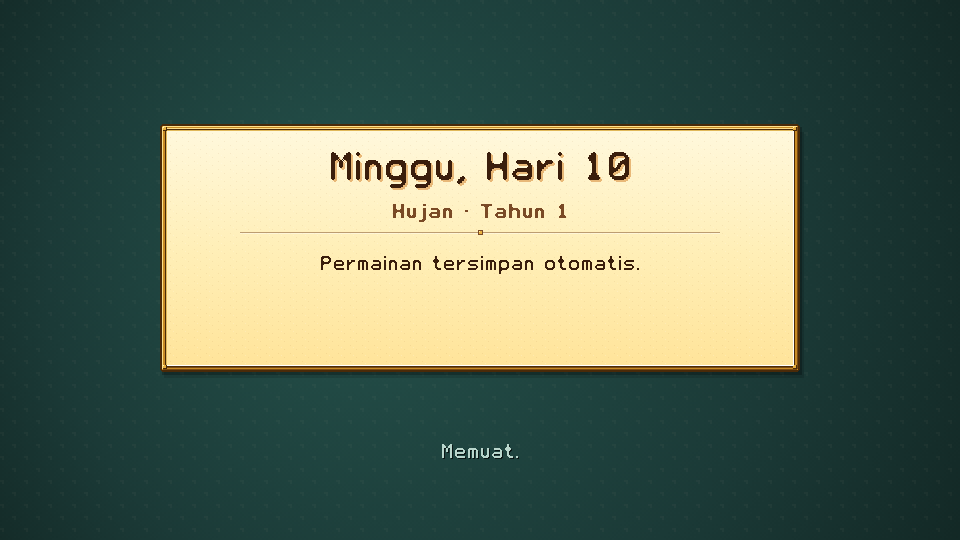 Minggu, Hari 10
Hujan · Tahun 1
Permainan tersimpan otomatis.
Memuat.